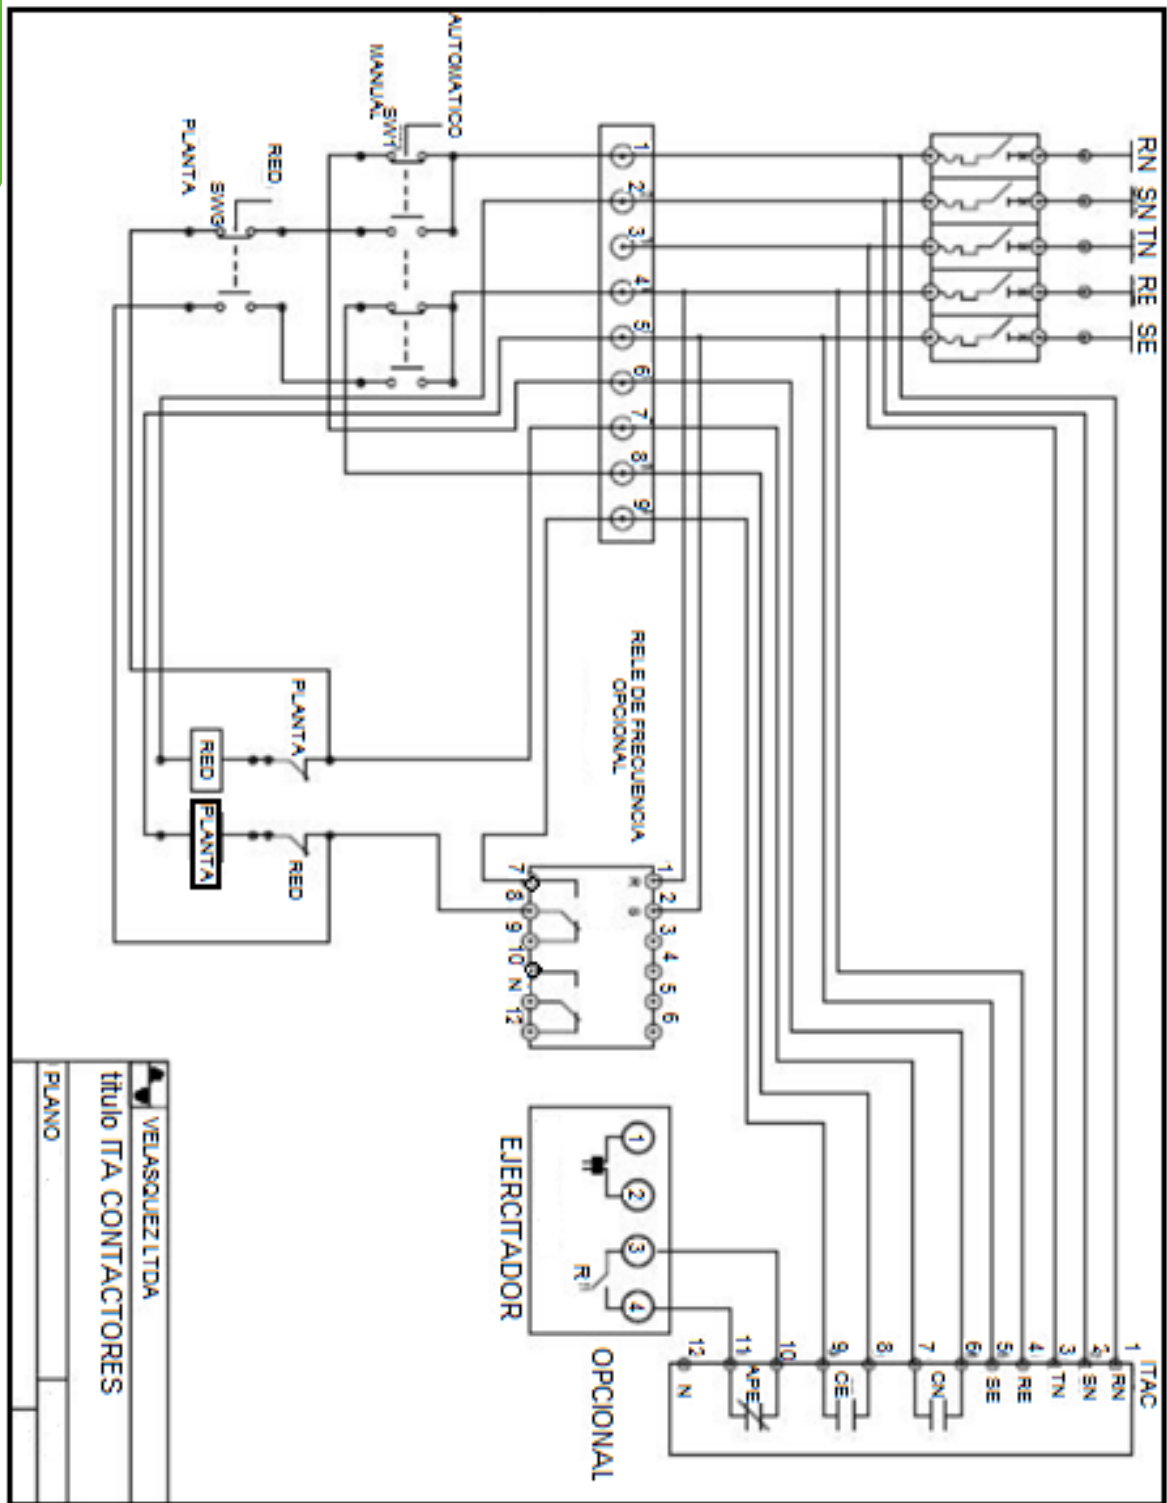 RN
SN
TN
RE
SE
AUTOMATICO
MANUAL
SW1
RED
SWG
PLANTA
1
2
3
4
5
6
7
8
9
RELE DE FRECUENCIA
OPCIONAL
PLANTA
RED
PLANTA
RED
1
2
3
4
5
6
R
S
7
8
9
10
N
12
EJERCITADOR
1
2
3
4
R
OPCIONAL
ITAC
1 RN
2 SN
3 TN
4 RE
5 SE
6
7
CN
8
9
CE
10
11
APE
12 N
VELASQUEZ LTDA
titulo ITA CONTACTORES
PLANO